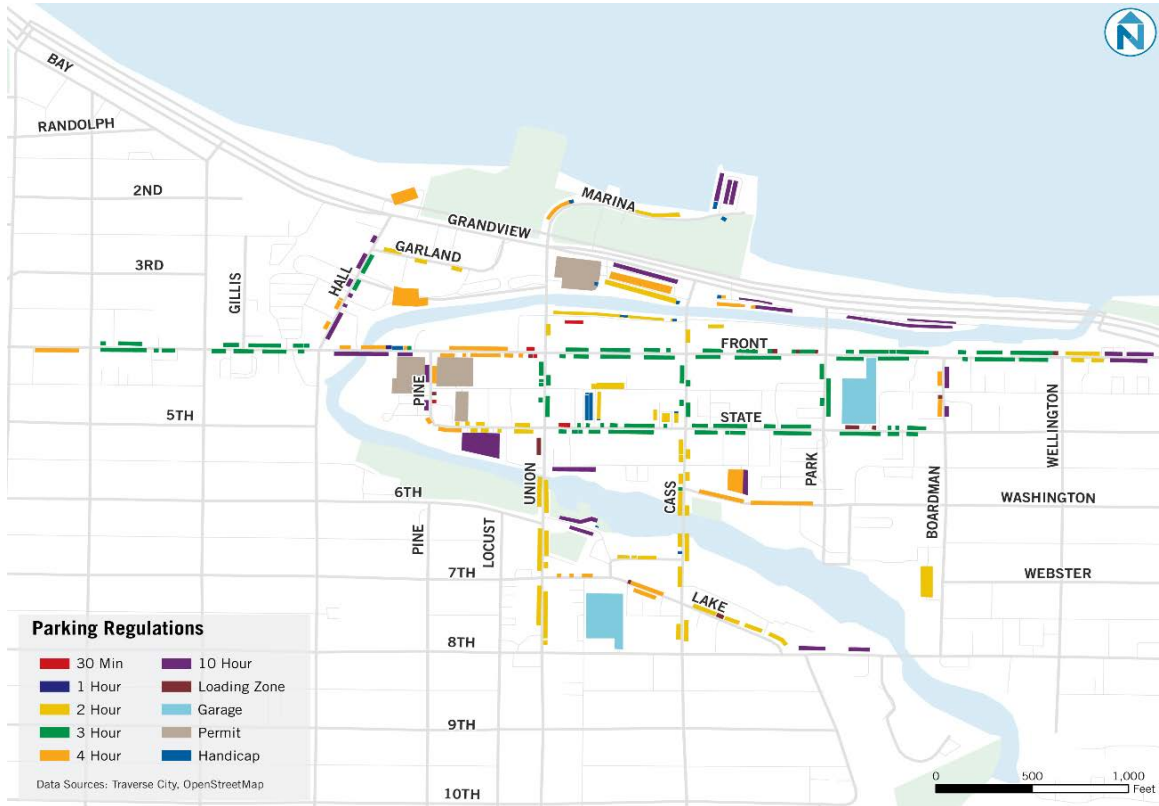 N
BAY
RANDOLPH
2ND
MARINA
GRANDVIEW
GARLAND
3RD
GILLIS
HALL
FRONT
PINE
STATE
5TH
WELLINGTON
PARK
UNION
CASS
BOARDMAN
6TH
WASHINGTON
PINE
LOCUST
7TH
WEBSTER
LAKE
8TH
9TH
10TH
Parking Regulations
30 Min
1 Hour
2 Hour
3 Hour
4 Hour
10 Hour
Loading Zone
Garage
Permit
Handicap
Data Sources: Traverse City, OpenStreetMap
0 500 1,000
Feet